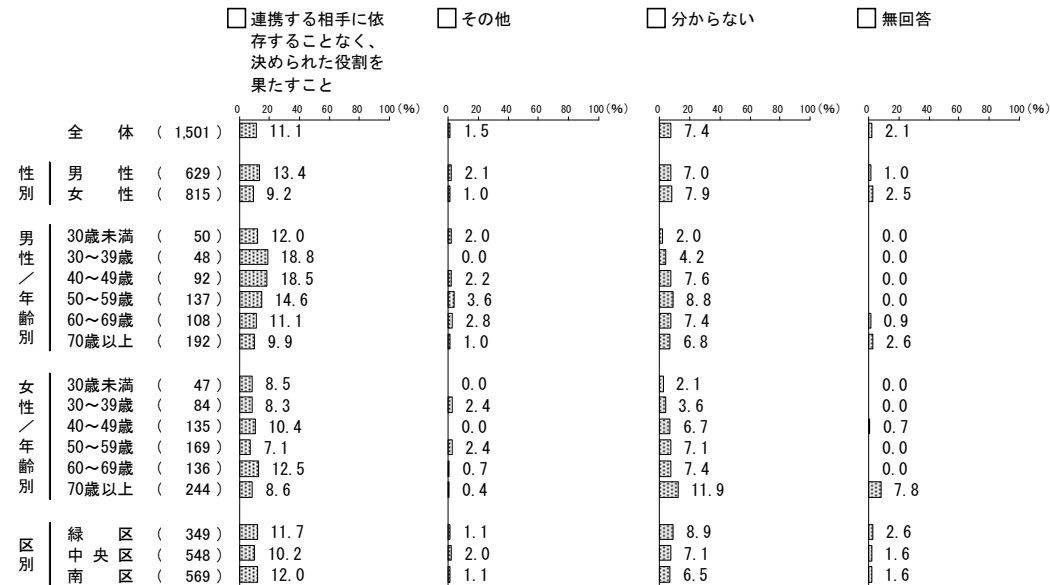 連携する相手に依
存することなく、
決められた役割を
果たすこと
その他
分からない
無回答
0 20 40 60 80 100(%) 0 20 40 60 80 100(%) 0 20 40 60 80 100(%) 0 20 40 60 80 100(%)
全 体 ( 1,501 ) 11.1 1.5 7.4 2.1
性別
男 性 ( 629 ) 13.4 2.1 7.0 1.0
女 性 ( 815 ) 9.2 1.0 7.9 2.5
男性/年齢別
30歳未満 ( 50 ) 12.0 2.0 2.0 0.0
30~39歳 ( 48 ) 18.8 0.0 4.2 0.0
40~49歳 ( 92 ) 18.5 2.2 7.6 0.0
50~59歳 ( 137 ) 14.6 3.6 8.8 0.0
60~69歳 ( 108 ) 11.1 2.8 7.4 0.9
70歳以上 ( 192 ) 9.9 1.0 6.8 2.6
女性/年齢別
30歳未満 ( 47 ) 8.5 0.0 2.1 0.0
30~39歳 ( 84 ) 8.3 2.4 3.6 0.0
40~49歳 ( 135 ) 10.4 0.0 6.7 0.7
50~59歳 ( 169 ) 7.1 2.4 7.1 0.0
60~69歳 ( 136 ) 12.5 0.7 7.4 0.0
70歳以上 ( 244 ) 8.6 0.4 11.9 7.8
区別
緑 区 ( 349 ) 11.7 1.1 8.9 2.6
中 央 区 ( 548 ) 10.2 2.0 7.1 1.6
南 区 ( 569 ) 12.0 1.1 6.5 1.6